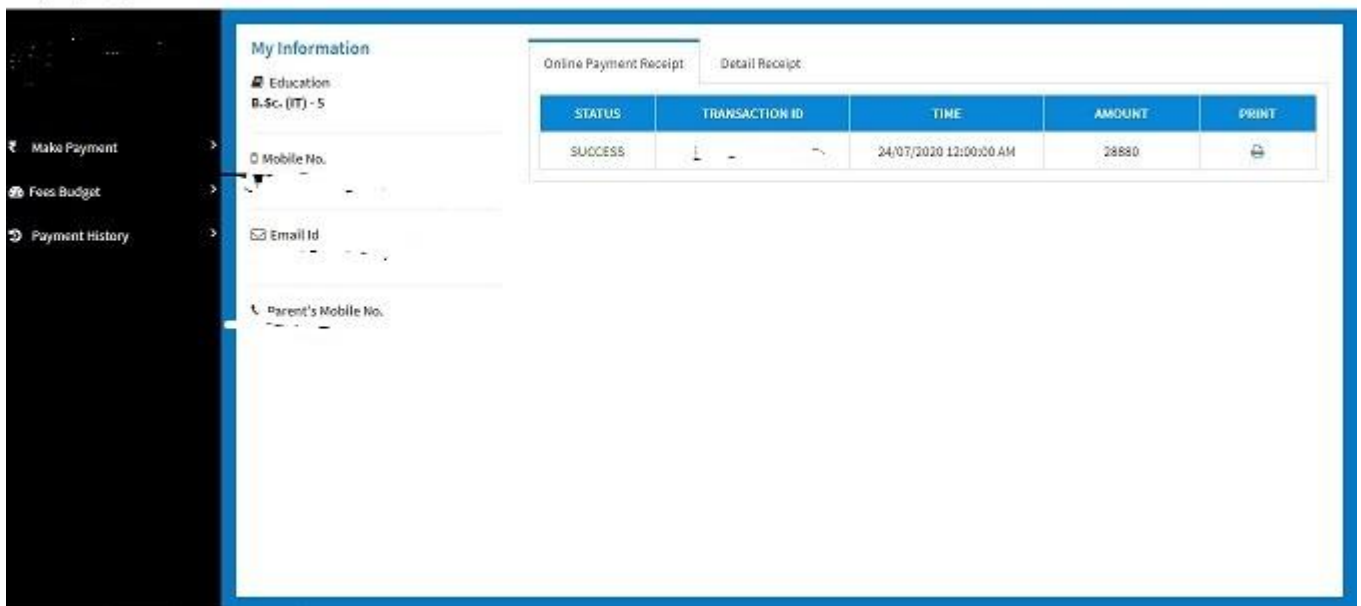 ₹ Make Payment
Fees Budget
Payment History
My Information
Education
B.Sc. (IT) - 5
Mobile No.
Email Id
Parent's Mobile No.
Online Payment Receipt Detail Receipt
STATUS TRANSACTION ID TIME AMOUNT PRINT
SUCCESS 24/07/2020 12:00:00 AM 28880